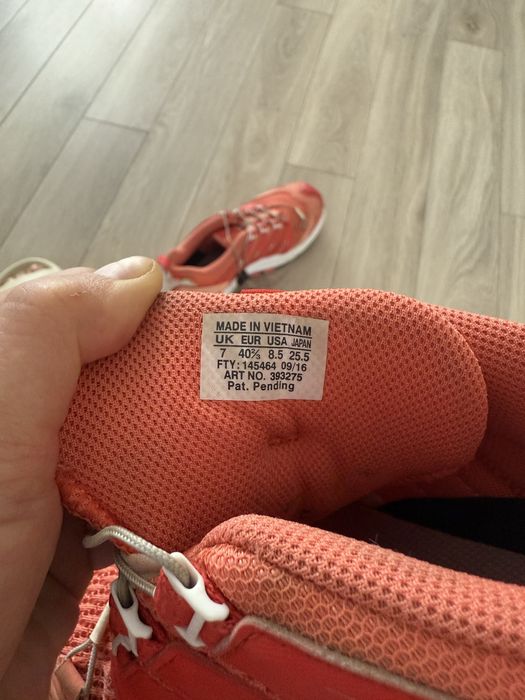 MADE IN VIETNAM
UK EUR USA JAPAN
7 40⅔ 8.5 25.5
FTY: 145464 09/16
ART NO. 393275
Pat. Pending